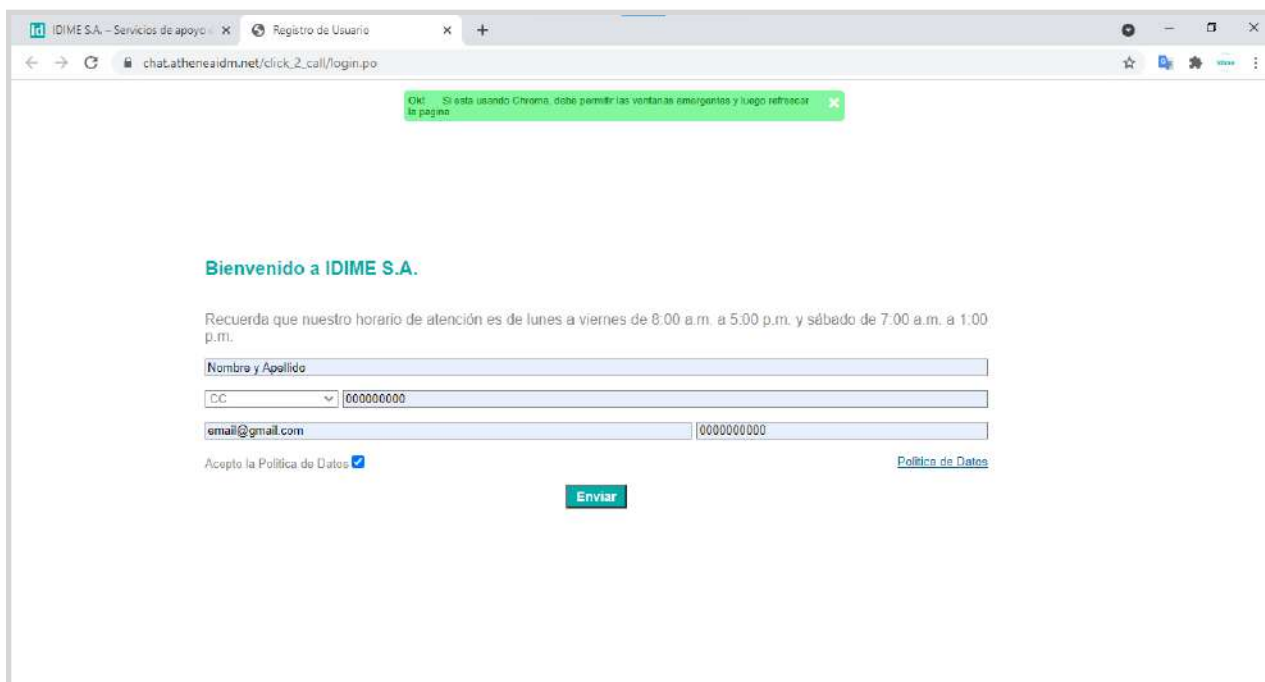 IDIME S.A. – Servicios de apoyo
Registro de Usuario
chat.atheneaidm.net/click_2_call/login.po
Ok! Si esta usando Chrome, debe permitir las ventanas emergentes y luego refrescar
la pagina
Bienvenido a IDIME S.A.
Recuerda que nuestro horario de atención es de lunes a viernes de 8:00 a.m. a 5:00 p.m. y sábado de 7:00 a.m. a 1:00
p.m.
Nombre y Apellido
CC 000000000
email@gmail.com 0000000000
Acepto la Política de Datos Política de Datos
Enviar